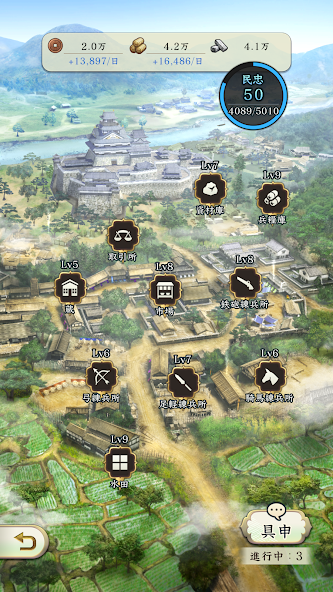 2.0万 4.2万 4.1万
+13,897/日 +16,486/日
民忠
50
4089/5010
Lv7
資材庫
Lv9
兵糧庫
取引所
Lv5
蔵
Lv8
市場
Lv8
鉄砲練兵所
Lv6
弓練兵所
Lv7
足軽練兵所
Lv6
騎馬練兵所
Lv9
水田
具申
進行中:3